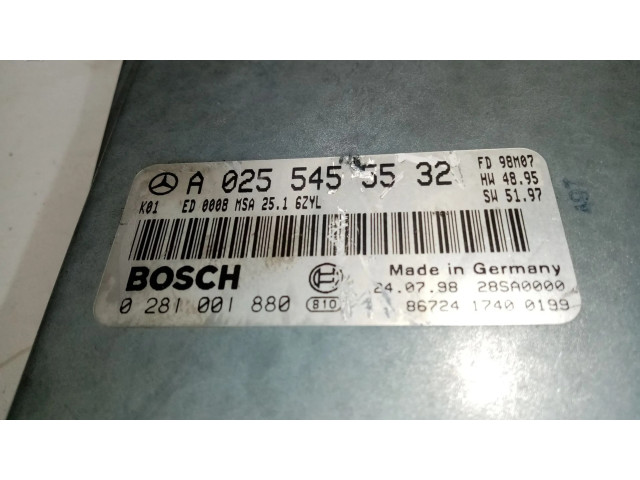 A 025 545 55 32
FD 98M07
HW 48.95
SW 51.97
K01 ED 0008 MSA 25.1 6ZYL
BOSCH
Made in Germany
0 281 001 880 810
24.07.98 28SA0000
86724 1740 0199